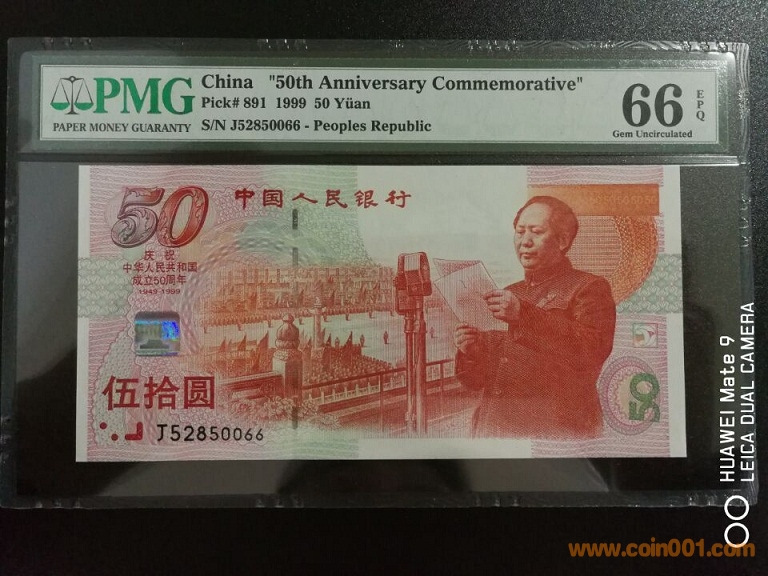 PMG
PAPER MONEY GUARANTY
China "50th Anniversary Commemorative"
Pick# 891 1999 50 Yüan
S/N J52850066 - Peoples Republic
66
EPQ
Gem Uncirculated
50
中国人民银行
庆祝
中华人民共和国
成立50周年
1949-1999
伍拾圆
J52850066
50
HUAWEI Mate 9
LEICA DUAL CAMERA
www.coin001.com